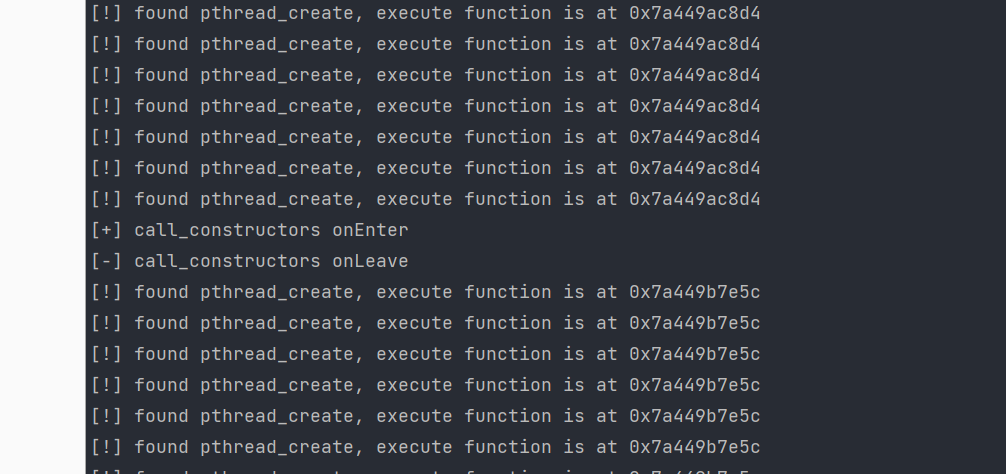 [!] found pthread_create, execute function is at 0x7a449ac8d4
[!] found pthread_create, execute function is at 0x7a449ac8d4
[!] found pthread_create, execute function is at 0x7a449ac8d4
[!] found pthread_create, execute function is at 0x7a449ac8d4
[!] found pthread_create, execute function is at 0x7a449ac8d4
[!] found pthread_create, execute function is at 0x7a449ac8d4
[!] found pthread_create, execute function is at 0x7a449ac8d4
[+] call_constructors onEnter
[-] call_constructors onLeave
[!] found pthread_create, execute function is at 0x7a449b7e5c
[!] found pthread_create, execute function is at 0x7a449b7e5c
[!] found pthread_create, execute function is at 0x7a449b7e5c
[!] found pthread_create, execute function is at 0x7a449b7e5c
[!] found pthread_create, execute function is at 0x7a449b7e5c
[!] found pthread_create, execute function is at 0x7a449b7e5c